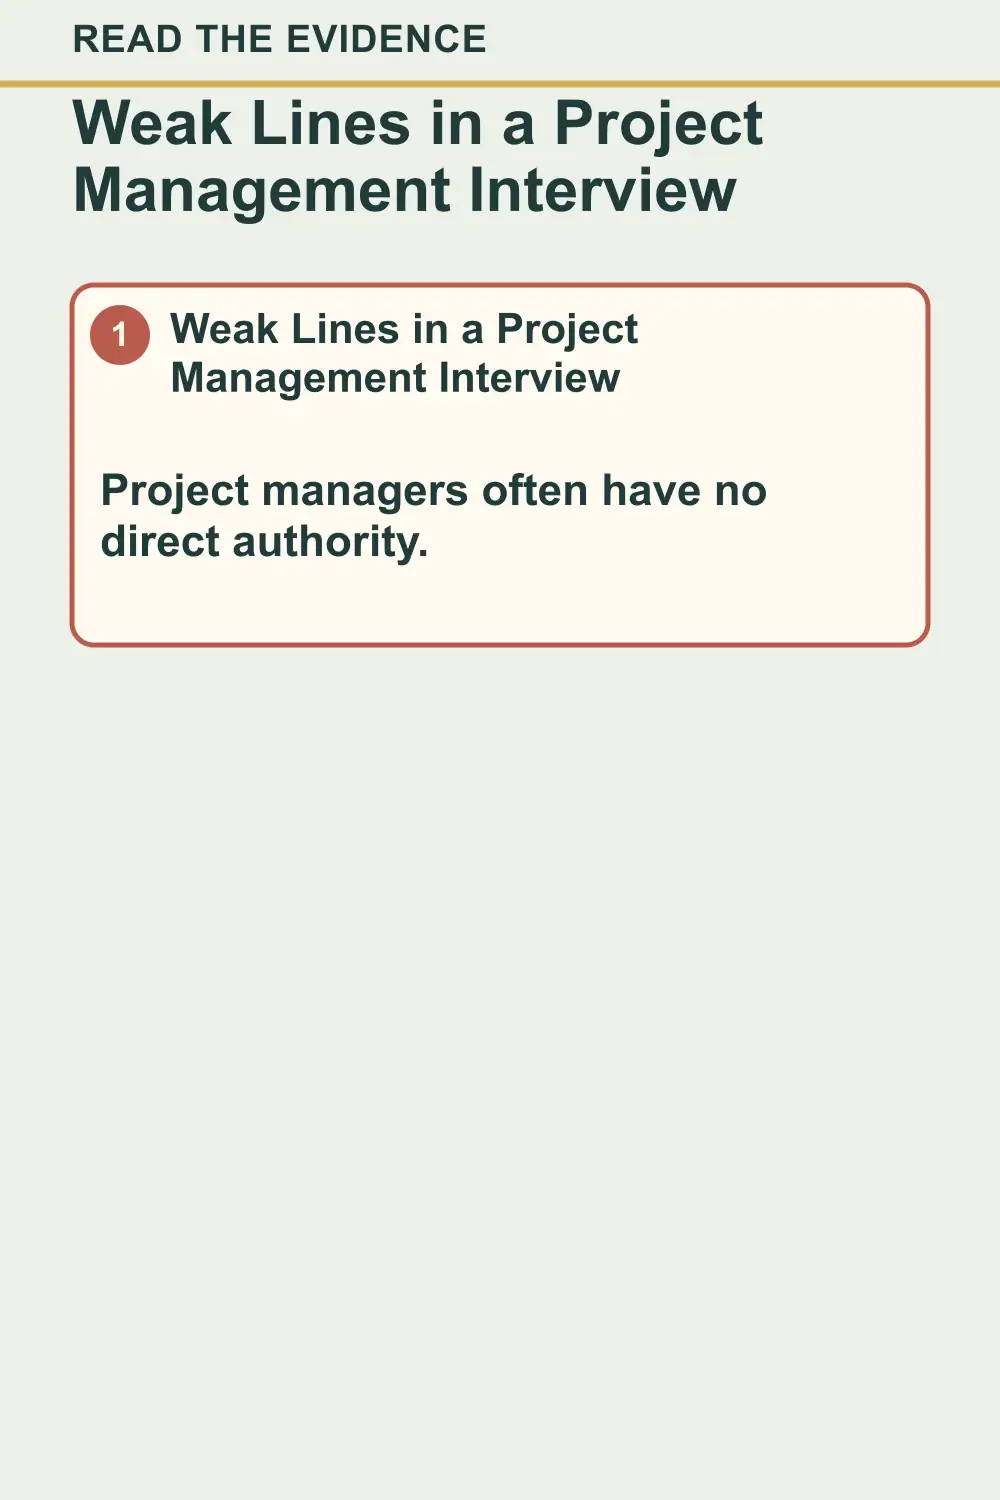 READ THE EVIDENCE
Weak Lines in a Project
Management Interview
1
Weak Lines in a Project
Management Interview
Project managers often have no
direct authority.